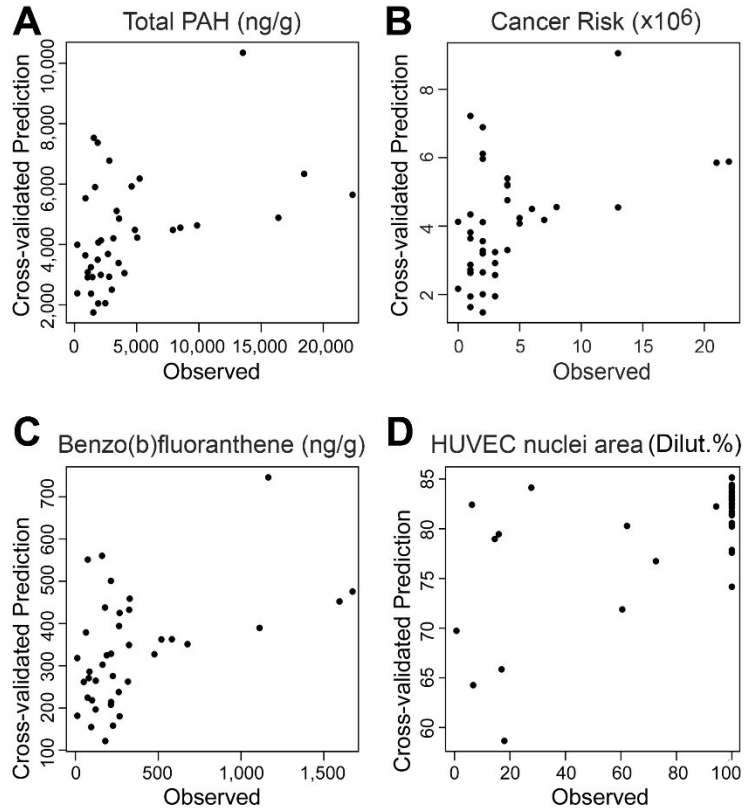 A Total PAH (ng/g)
Cross-validated Prediction
10,000
8,000
6,000
4,000
2,000
0 5,000 10,000 15,000 20,000
Observed
B Cancer Risk (x10⁶)
Cross-validated Prediction
8
6
4
2
0 5 10 15 20
Observed
C Benzo(b)fluoranthene (ng/g)
Cross-validated Prediction
700
600
500
400
300
200
100
0 500 1,000 1,500
Observed
D HUVEC nuclei area (Dilut.%)
Cross-validated Prediction
85
80
75
70
65
60
0 20 40 60 80 100
Observed